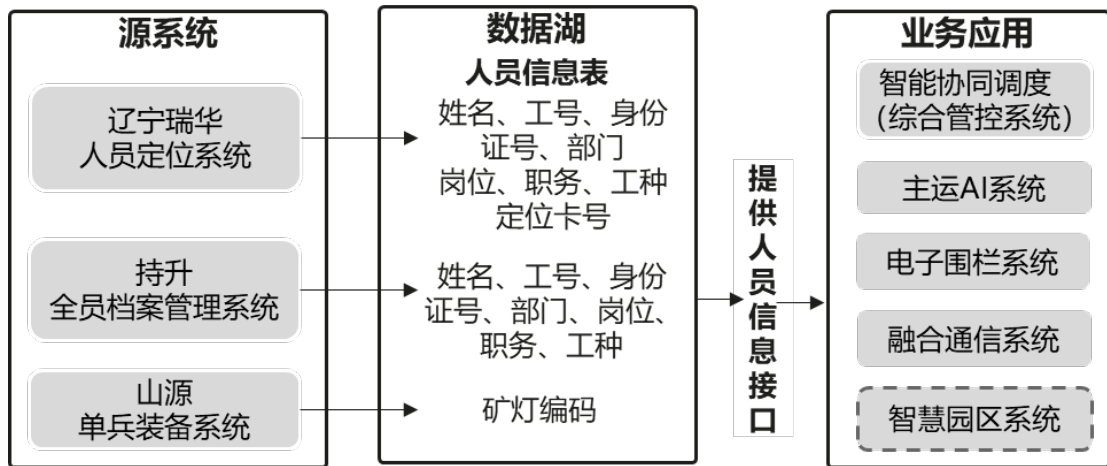 源系统
辽宁瑞华
人员定位系统
持升
全员档案管理系统
山源
单兵装备系统
数据湖
人员信息表
姓名、工号、身份
证号、部门
岗位、职务、工种
定位卡号
姓名、工号、身份
证号、部门、岗位、
职务、工种
矿灯编码
提供人员信息接口
业务应用
智能协同调度
（综合管控系统）
主运AI系统
电子围栏系统
融合通信系统
智慧园区系统